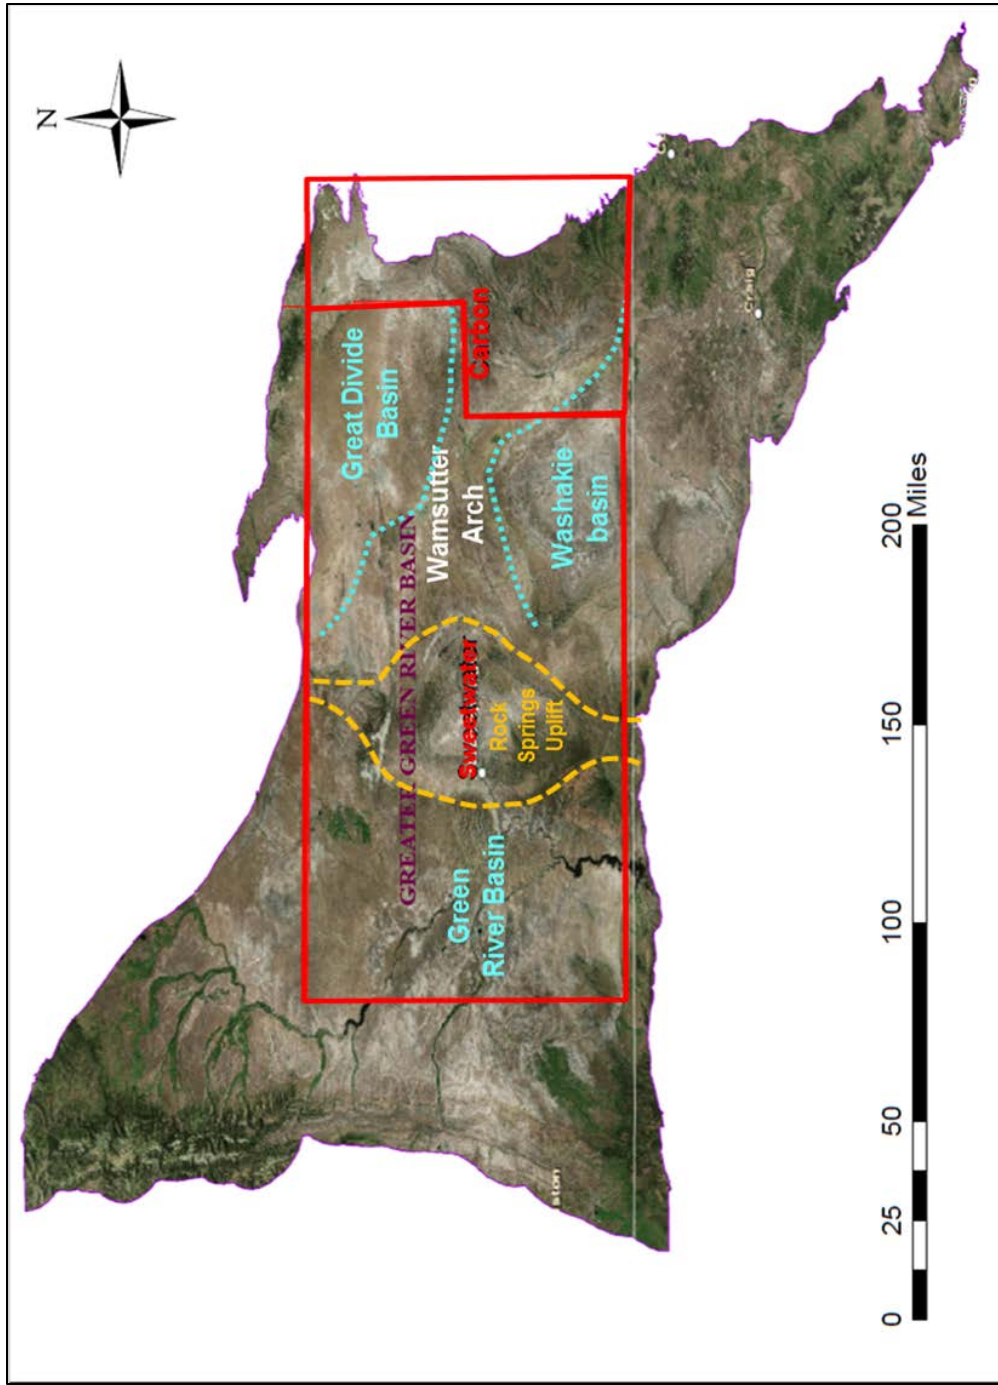 N
Great Divide
Basin
Carbon
Wamsutter
Arch
GREATER GREEN RIVER BASIN
Washakie
basin
Sweetwater
Rock
Springs
Uplift
Green
River Basin
Craig
ston
0
25
50
100
150
200
Miles